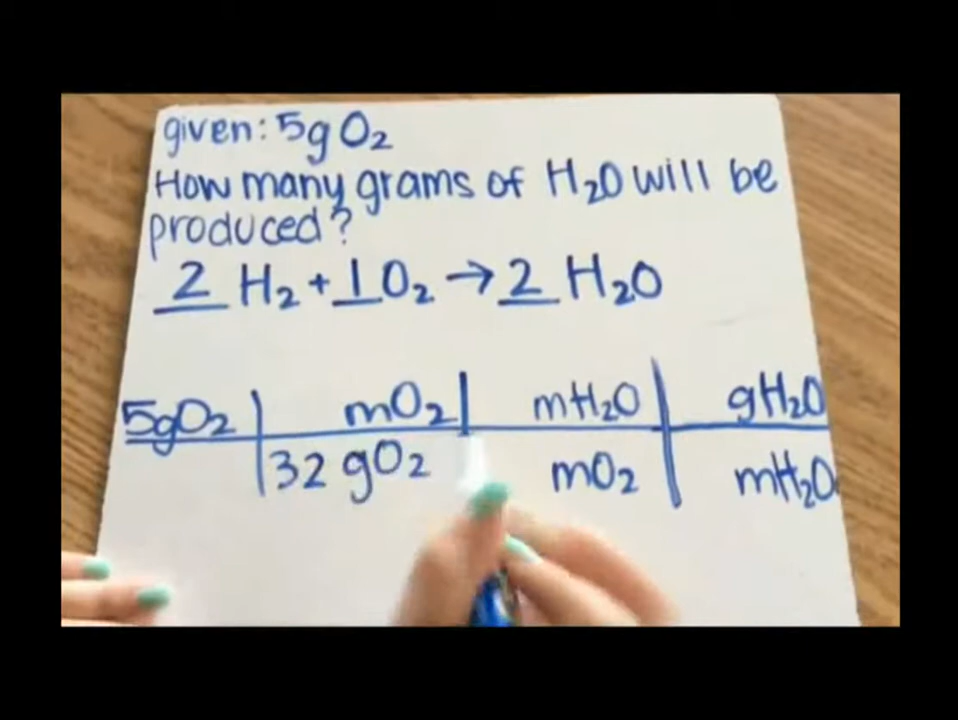 given: 5g O2
How many grams of H2O will be
produced?
2 H2 + 1 O2 → 2 H2O
5gO2 | mO2 | mH2O | gH2O
32 gO2 | mO2 | mH2O